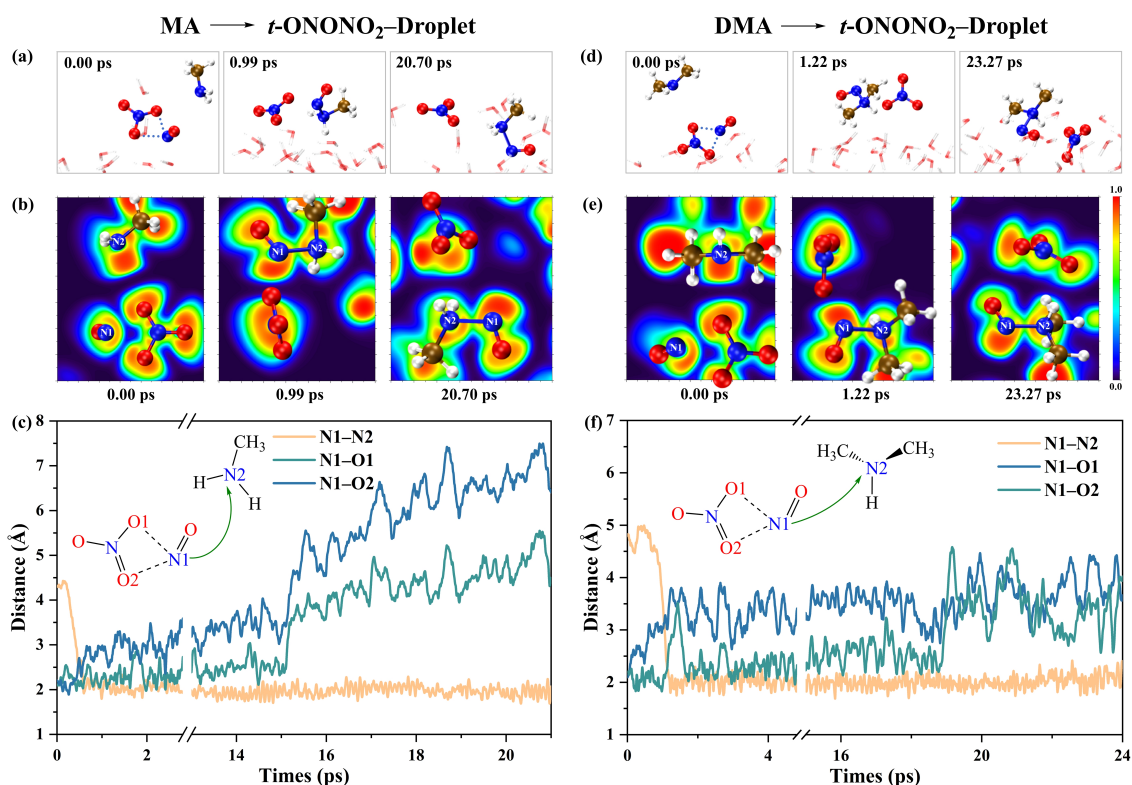 MA ⟶ t-ONONO₂–Droplet
(a)
0.00 ps
0.99 ps
20.70 ps
(b)
N2
N1
N1
N2
N2
N1
0.00 ps
0.99 ps
20.70 ps
(c)
N1–N2
N1–O1
N1–O2
CH₃
H
N2
H
O1
O
N
O
N1
O2
Distance (Å)
8
7
6
5
4
3
2
1
0
2
14
16
18
20
Times (ps)
DMA ⟶ t-ONONO₂–Droplet
(d)
0.00 ps
1.22 ps
23.27 ps
(e)
N2
N1
N1
N2
N1
N2
1.0
0.0
0.00 ps
1.22 ps
23.27 ps
(f)
N1–N2
N1–O1
N1–O2
H₃C
CH₃
N2
H
O1
O
N
O
N1
O2
Distance (Å)
7
6
5
4
3
2
1
0
4
16
20
24
Times (ps)